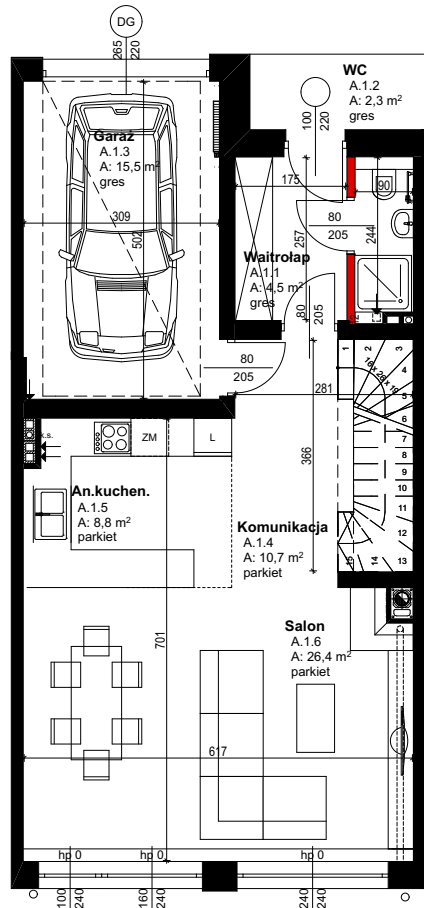 DG
265
220
WC
A.1.2
A: 2,3 m²
gres
100
220
Garaż
A.1.3
A: 15,5 m²
gres
175
90
309
502
80
205
257
244
Waitrołap
A.1.1
A: 4,5 m²
gres
80
205
80
205
281
1
2
3
4
5
6
7
8
9
10
11
12
13
14
15
366
k.s.
ZM
L
An.kuchen.
A.1.5
A: 8,8 m²
parkiet
Komunikacja
A.1.4
A: 10,7 m²
parkiet
701
Salon
A.1.6
A: 26,4 m²
parkiet
617
hp 0
hp 0
hp 0
100
240
160
240
240
240